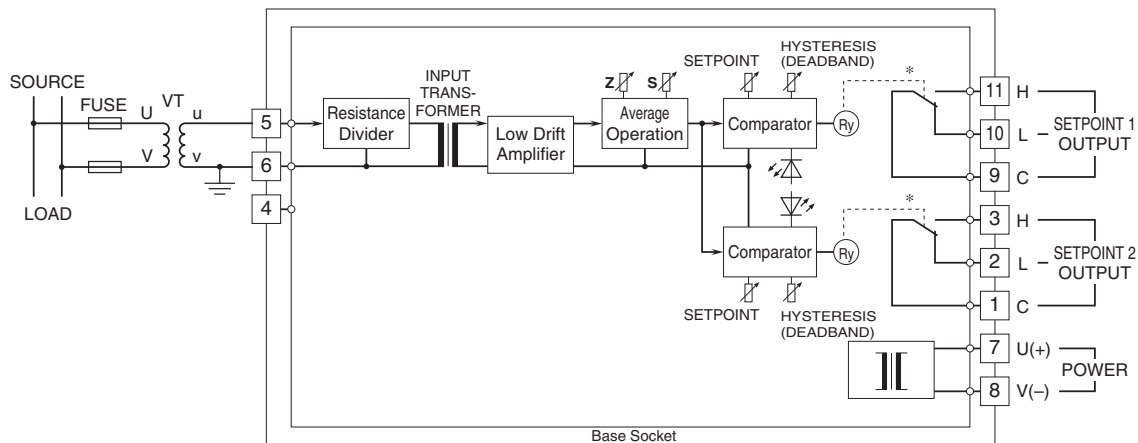 SOURCE
FUSE
U
VT
u
V
v
LOAD
5
6
4
Resistance
Divider
INPUT
TRANS-
FORMER
Low Drift
Amplifier
Z
S
Average
Operation
SETPOINT
HYSTERESIS
(DEADBAND)
Comparator
Ry
*
Comparator
Ry
*
SETPOINT
HYSTERESIS
(DEADBAND)
11 H
10 L
9 C
SETPOINT 1
OUTPUT
3 H
2 L
1 C
SETPOINT 2
OUTPUT
7 U(+)
8 V(–)
POWER
Base Socket